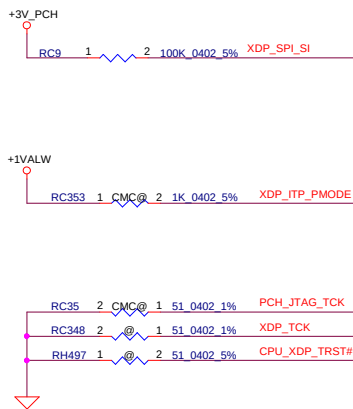 +3V_PCH
RC9 1 2 100K_0402_5% XDP_SPI_SI
+1VALW
RC353 1 CMC@ 2 1K_0402_5% XDP_ITP_PMODE
RC35 2 CMC@ 1 51_0402_1% PCH_JTAG_TCK
RC348 2 @ 1 51_0402_1% XDP_TCK
RH497 1 @ 2 51_0402_5% CPU_XDP_TRST#